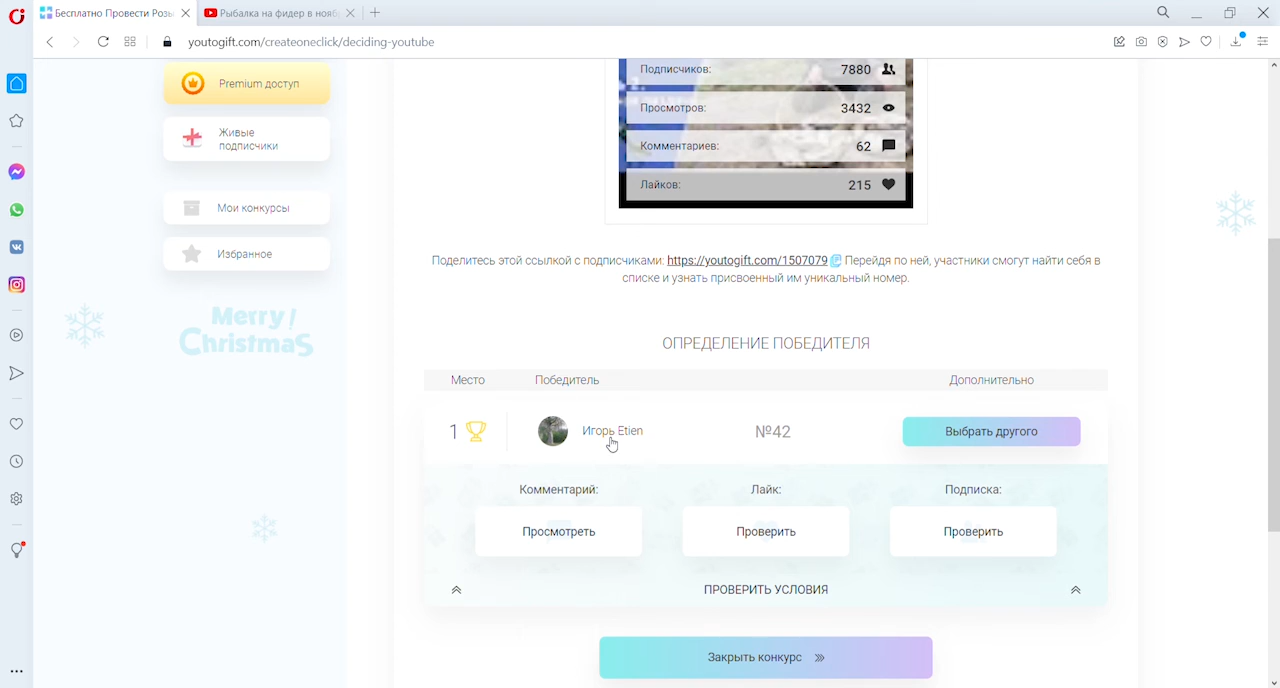 Бесплатно Провести Розы
Рыбалка на фидер в нояб
youtogift.com/createoneclick/deciding-youtube
Premium доступ
Живые
подписчики
Мои конкурсы
Избранное
Merry!
Christmas
Подписчиков: 7880
Просмотров: 3432
Комментариев: 62
Лайков: 215
Поделитесь этой ссылкой с подписчиками: https://youtogift.com/1507079 Перейдя по ней, участники смогут найти себя в
списке и узнать присвоенный им уникальный номер.
ОПРЕДЕЛЕНИЕ ПОБЕДИТЕЛЯ
Место Победитель Дополнительно
1 Игорь Etien №42 Выбрать другого
Комментарий: Лайк: Подписка:
Просмотреть Проверить Проверить
ПРОВЕРИТЬ УСЛОВИЯ
Закрыть конкурс